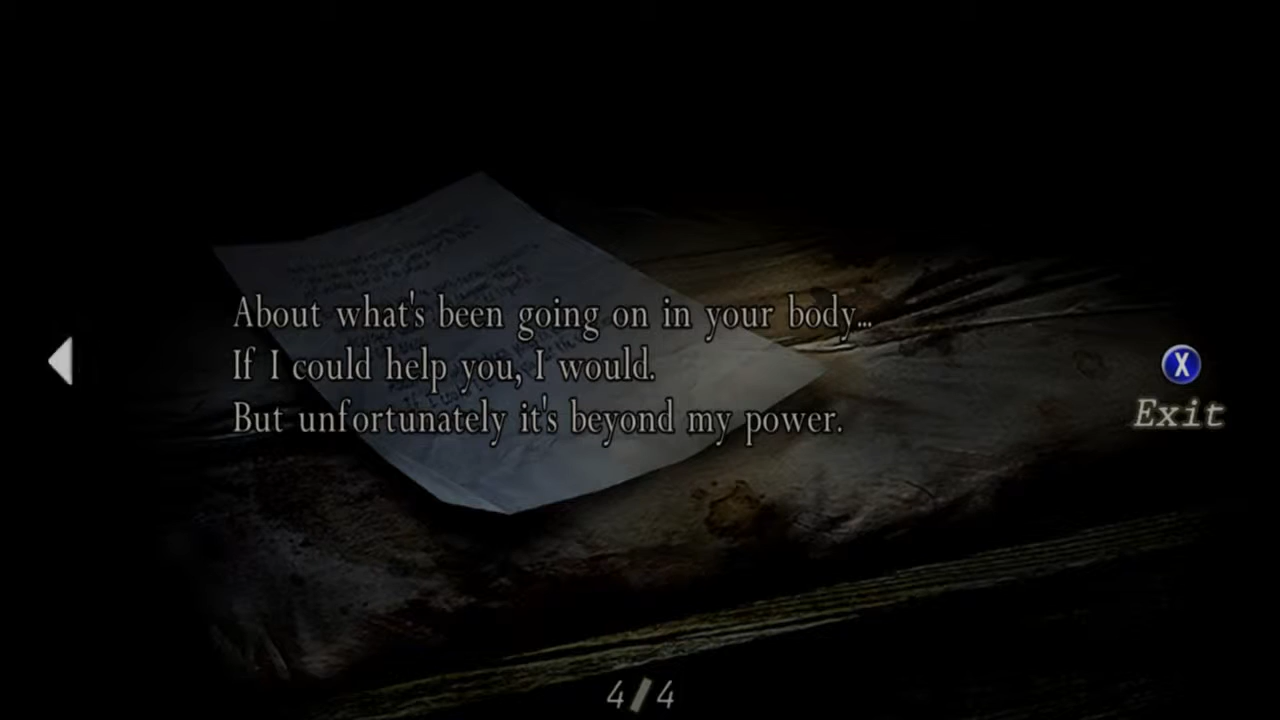 About what's been going on in your body...
If I could help you, I would.
But unfortunately it's beyond my power.
X
Exit
4/4